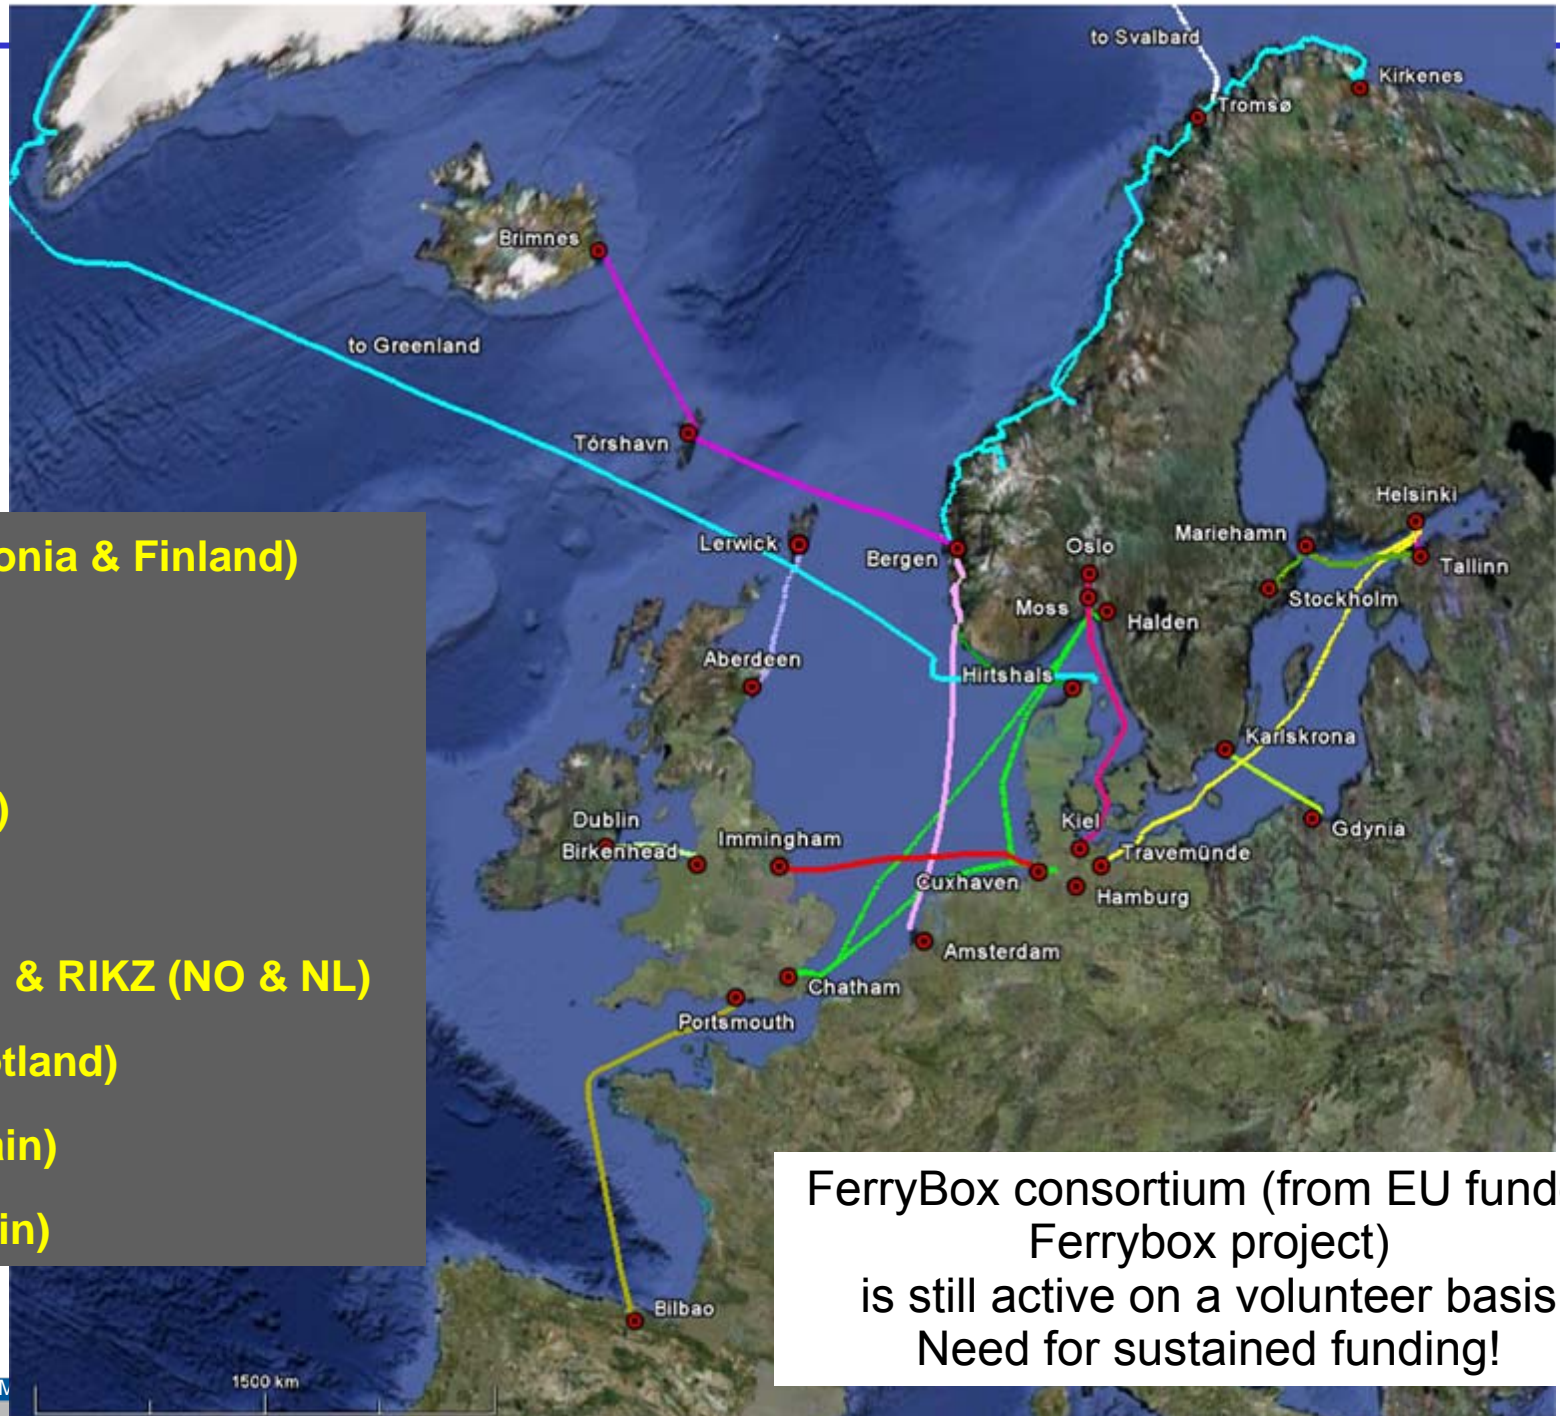 to Svalbard
Kirkenes
Tromsø
Brimnes
to Greenland
Tórshavn
Helsinki
Mariehamn
Lerwick
Bergen
Oslo
Tallinn
Stockholm
Moss
Halden
Aberdeen
Hirtshals
Karlskrona
Dublin
Immingham
Kiel
Gdynia
Birkenhead
Travemünde
Cuxhaven
Hamburg
Amsterdam
Chatham
Portsmouth
Bilbao
1500 km
onia & Finland)
)
& RIKZ (NO & NL)
otland)
ain)
in)
FerryBox consortium (from EU fund
Ferrybox project)
is still active on a volunteer basis
Need for sustained funding!
M